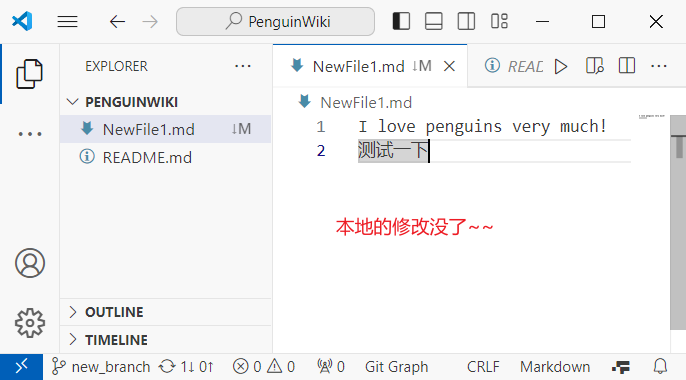 PenguinWiki
EXPLORER
PENGUINWIKI
NewFile1.md ↓M
README.md
OUTLINE
TIMELINE
NewFile1.md ↓M
READ
NewFile1.md
1 I love penguins very much!
2 测试一下
本地的修改没了~~
new_branch 1↓ 0↑ 0 0 0 Git Graph CRLF Markdown